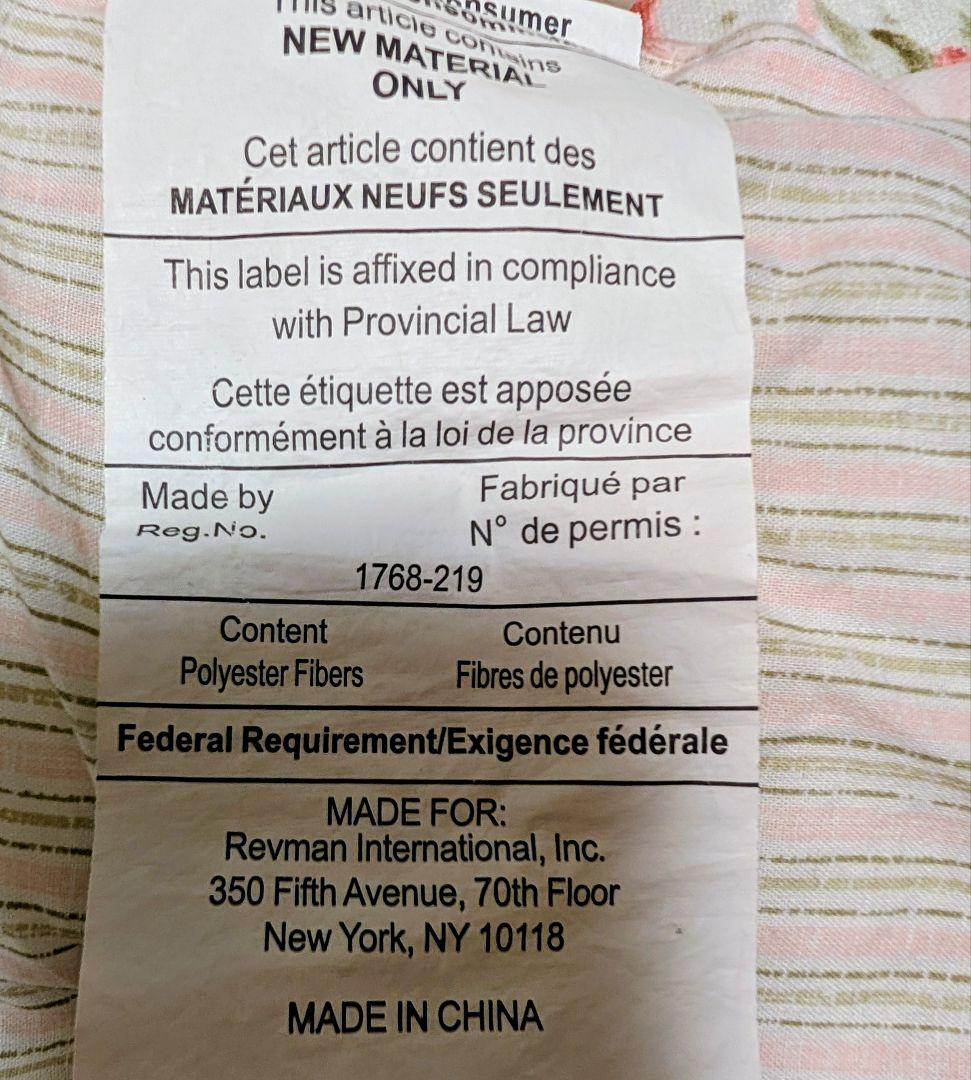 Consumer
This article contains
NEW MATERIAL
ONLY
Cet article contient des
MATÉRIAUX NEUFS SEULEMENT
This label is affixed in compliance
with Provincial Law
Cette étiquette est apposée
conformément à la loi de la province
Made by Fabriqué par
Reg.No. N° de permis :
1768-219
Content Contenu
Polyester Fibers Fibres de polyester
Federal Requirement/Exigence fédérale
MADE FOR:
Revman International, Inc.
350 Fifth Avenue, 70th Floor
New York, NY 10118
MADE IN CHINA